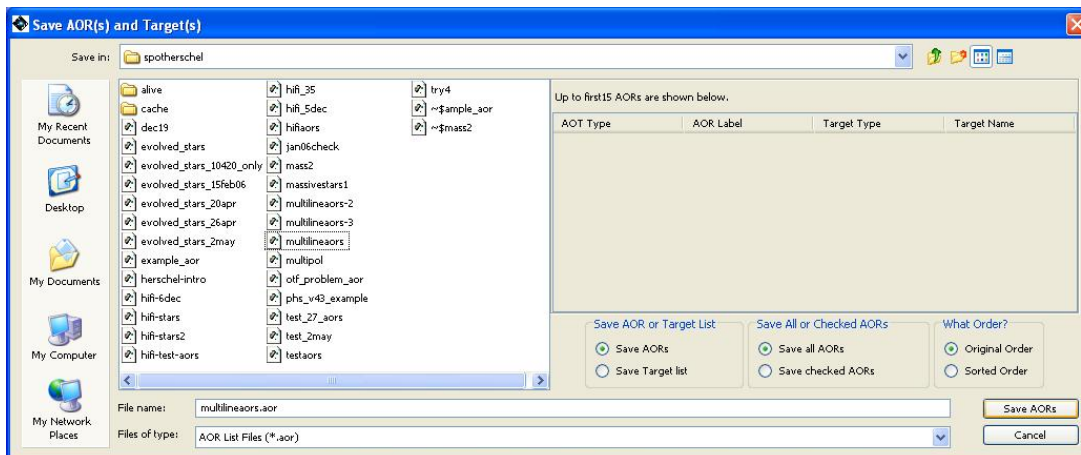 Save AOR(s) and Target(s)
Save in:
spotherschel
My Recent
Documents
Desktop
My Documents
My Computer
My Network
Places
alive
cache
dec19
evolved_stars
evolved_stars_10420_only
evolved_stars_15feb06
evolved_stars_20apr
evolved_stars_26apr
evolved_stars_2may
example_aor
herschel-intro
hifi-6dec
hifi-stars
hifi-stars2
hifi-test-aors
hifi_35
hifi_5dec
hifiaors
jan06check
mass2
massivestars1
multilineaors-2
multilineaors-3
multilineaors
multipol
otf_problem_aor
phs_v43_example
test_27_aors
test_2may
testaors
try4
~$ample_aor
~$mass2
Up to first15 AORs are shown below.
AOT Type AOR Label Target Type Target Name
Save AOR or Target List
Save AORs
Save Target list
Save All or Checked AORs
Save all AORs
Save checked AORs
What Order?
Original Order
Sorted Order
File name:
multilineaors.aor
Save AORs
Files of type:
AOR List Files (*.aor)
Cancel